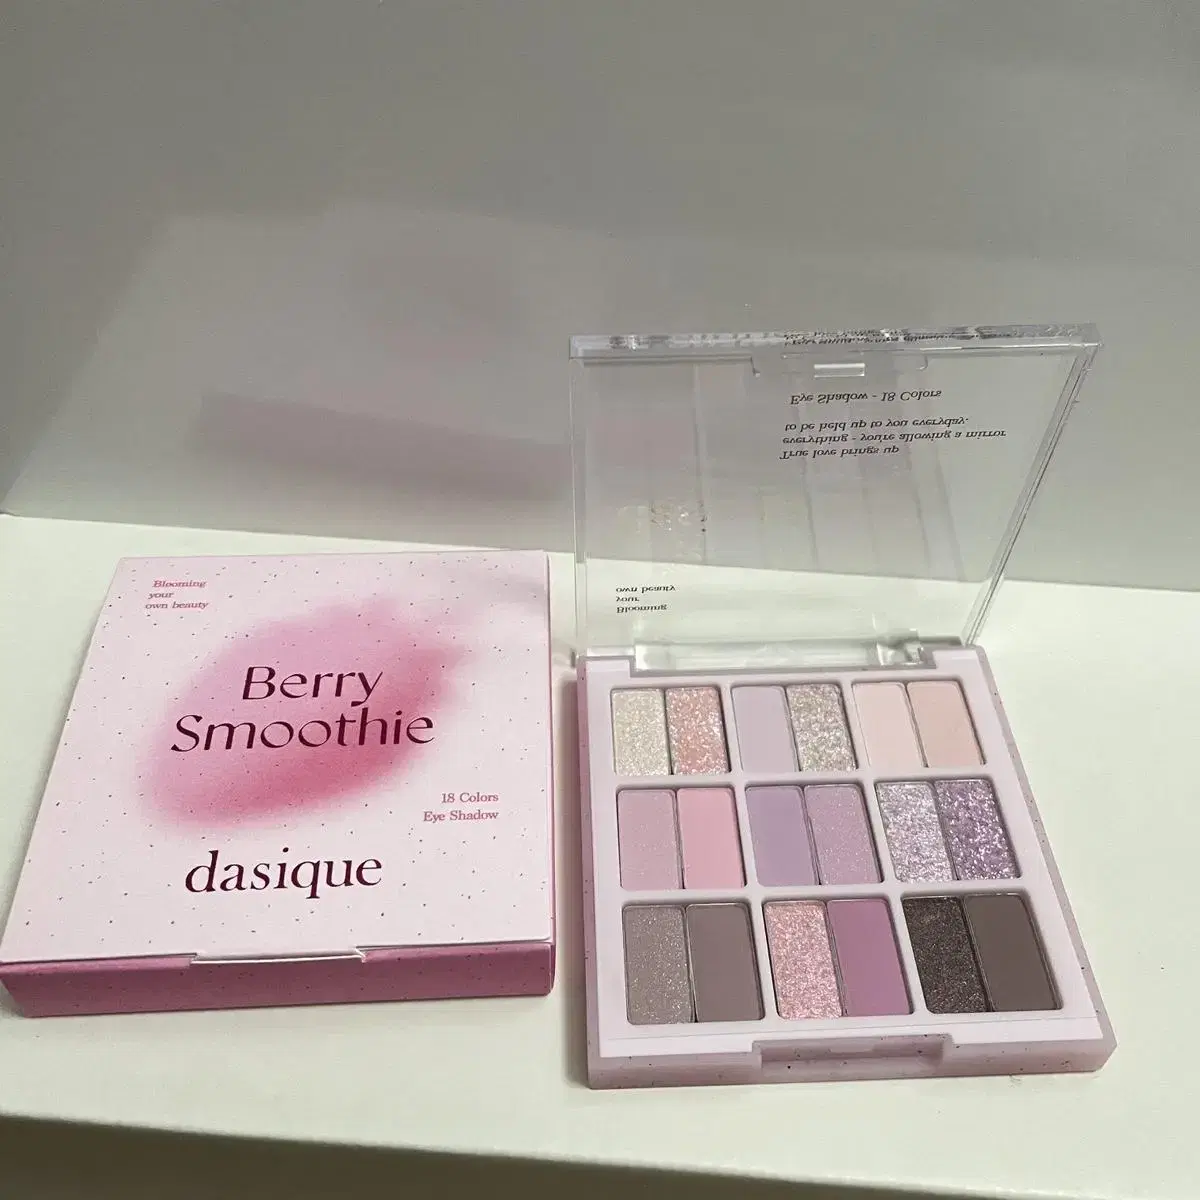 Blooming
your
own beauty
Berry
Smoothie
18 Colors
Eye Shadow
dasique
Eye Shadow - 18 Colors
True love brings up
everything - you're allowing a mirror
to be held up to you everyday.
Blooming
your
own beauty